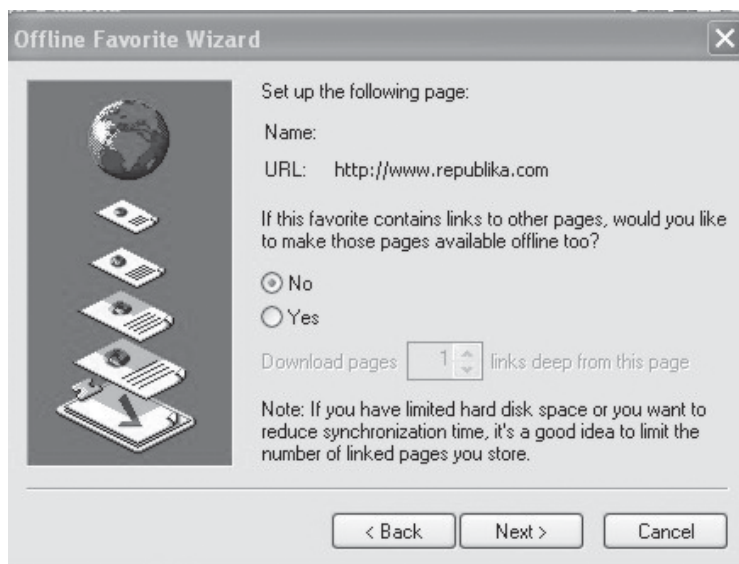 Offline Favorite Wizard
Set up the following page:
Name:
URL: http://www.republika.com
If this favorite contains links to other pages, would you like
to make those pages available offline too?
No
Yes
Download pages 1 links deep from this page
Note: If you have limited hard disk space or you want to
reduce synchronization time, it's a good idea to limit the
number of linked pages you store.
< Back Next > Cancel